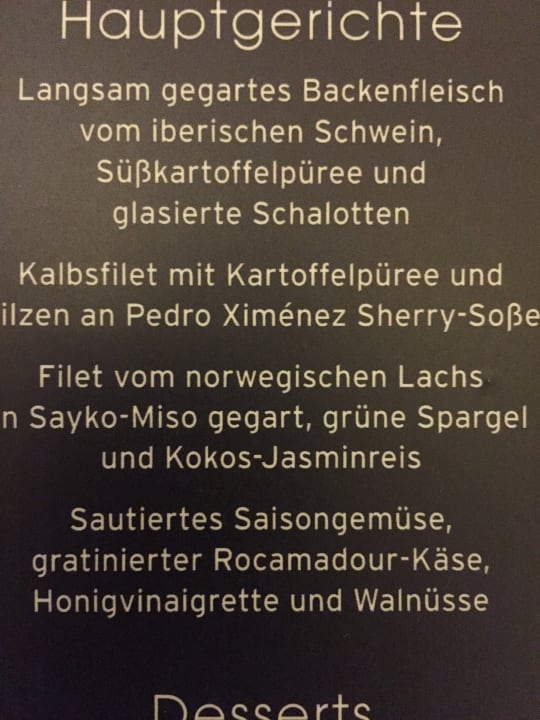 Hauptgerichte
Langsam gegartes Backenfleisch
vom iberischen Schwein,
Süßkartoffelpüree und
glasierte Schalotten
Kalbsfilet mit Kartoffelpüree und
ilzen an Pedro Ximénez Sherry-Soße
Filet vom norwegischen Lachs
n Sayko-Miso gegart, grüne Spargel
und Kokos-Jasminreis
Sautiertes Saisongemüse,
gratinierter Rocamadour-Käse,
Honigvinaigrette und Walnüsse
Desserts